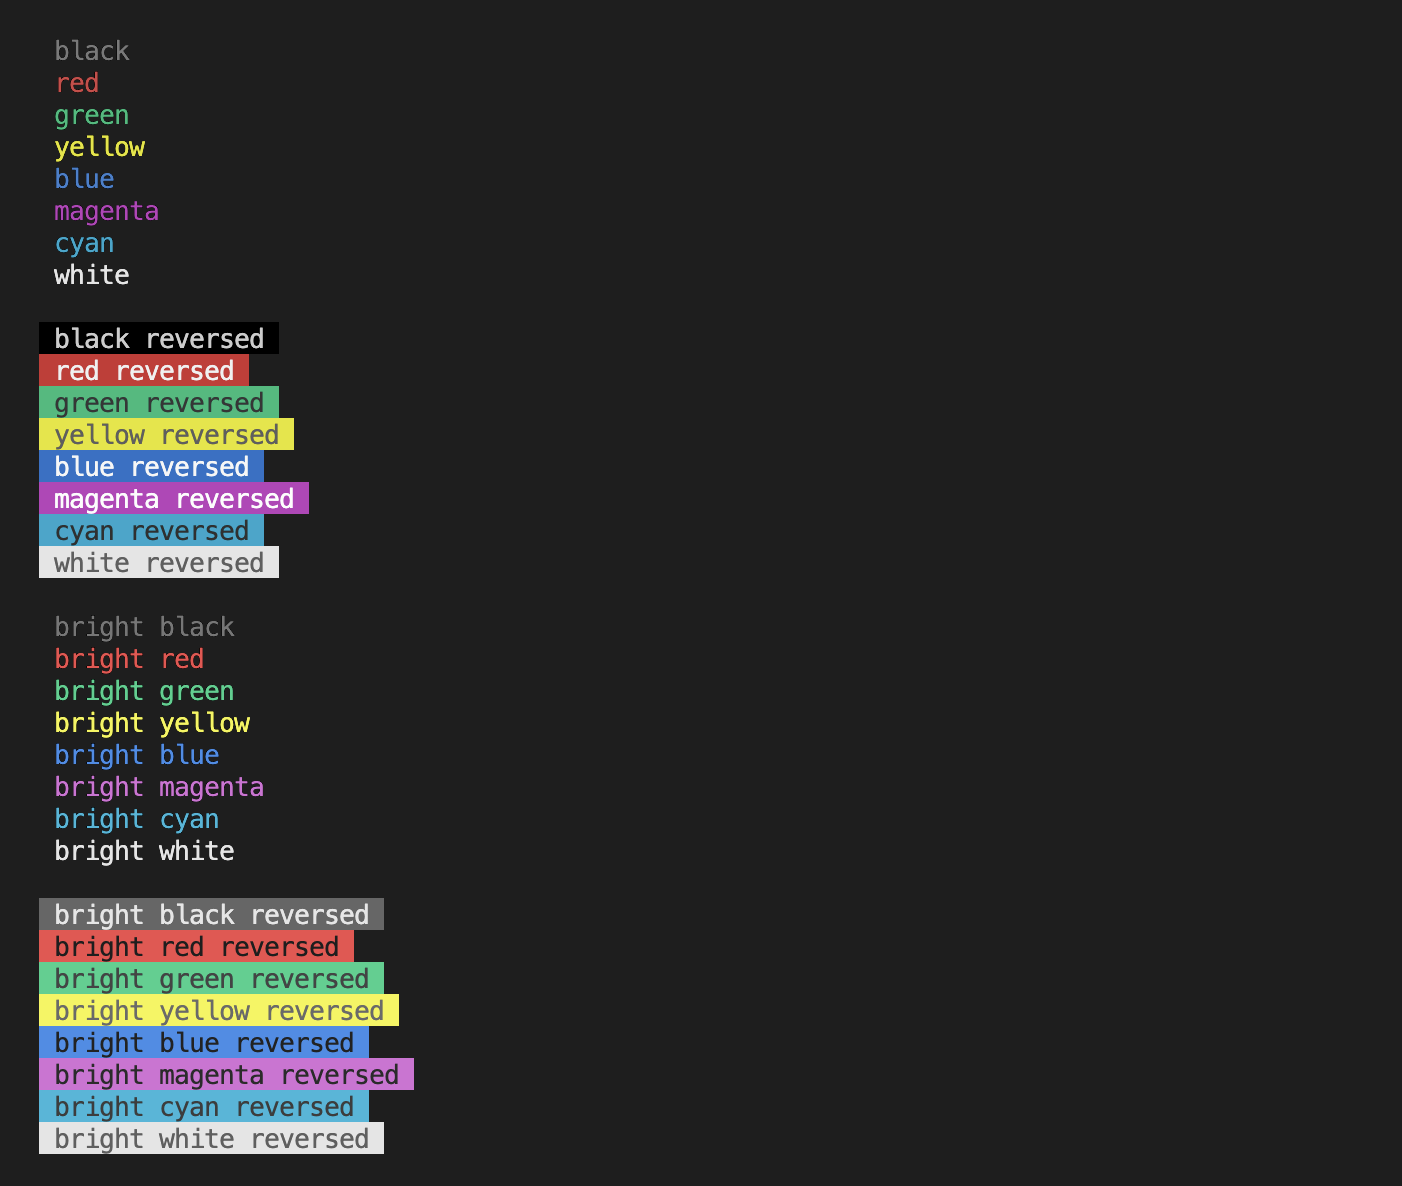 black
red
green
yellow
blue
magenta
cyan
white
black reversed
red reversed
green reversed
yellow reversed
blue reversed
magenta reversed
cyan reversed
white reversed
bright black
bright red
bright green
bright yellow
bright blue
bright magenta
bright cyan
bright white
bright black reversed
bright red reversed
bright green reversed
bright yellow reversed
bright blue reversed
bright magenta reversed
bright cyan reversed
bright white reversed